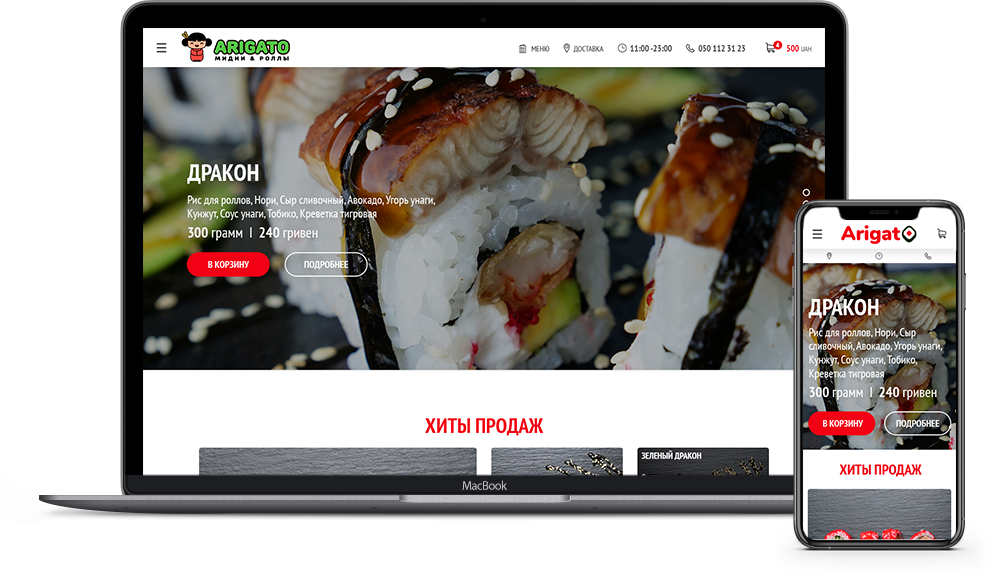 ARIGATO
МИДИИ & РОЛЛЫ
МЕНЮ
ДОСТАВКА
11:00 -23:00
050 112 31 23
4
500 UAH
ДРАКОН
Рис для роллов, Нори, Сыр сливочный, Авокадо, Угорь унаги,
Кунжут, Соус унаги, Тобико, Креветка тигровая
300 грамм | 240 гривен
В КОРЗИНУ
ПОДРОБНЕЕ
ХИТЫ ПРОДАЖ
ЗЕЛЕНЫЙ ДРАКОН
MacBook
Arigato
ДРАКОН
Рис для роллов, Нори, Сыр
сливочный, Авокадо, Угорь унаги,
Кунжут, Соус унаги, Тобико,
Креветка тигровая
300 грамм | 240 гривен
В КОРЗИНУ
ПОДРОБНЕЕ
ХИТЫ ПРОДАЖ